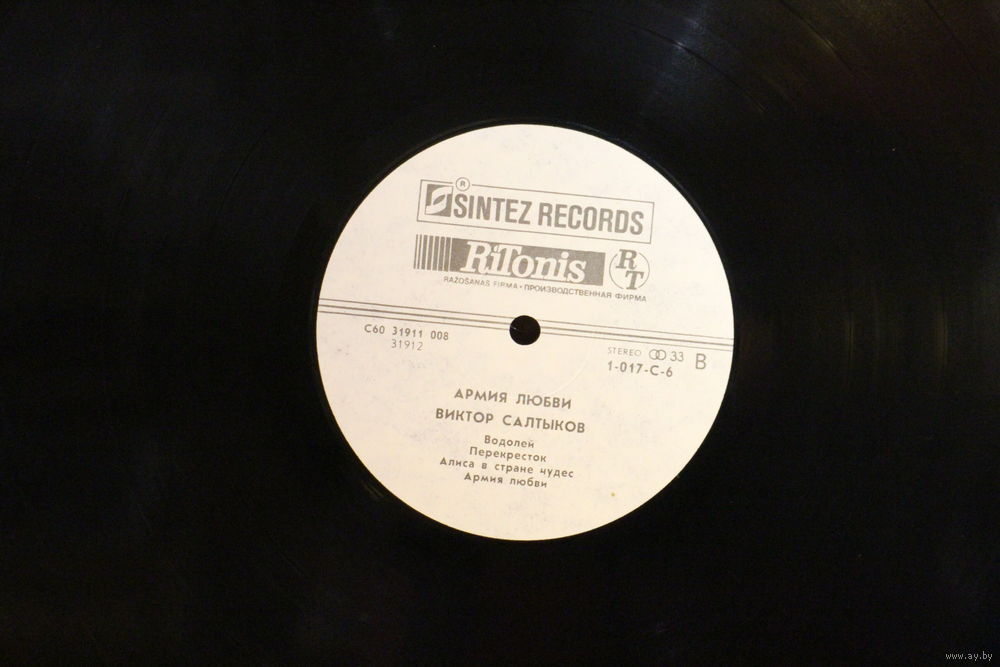 ®
SINTEZ RECORDS
RiTonis RT
RAŽOŠANAS FIRMA • ПРОИЗВОДСТВЕННАЯ ФИРМА
С60 31911 008
31912
STEREO 33 B
1-017-C-6
АРМИЯ ЛЮБВИ
ВИКТОР САЛТЫКОВ
Водолей
Перекресток
Алиса в стране чудес
Армия любви
www.ay.by